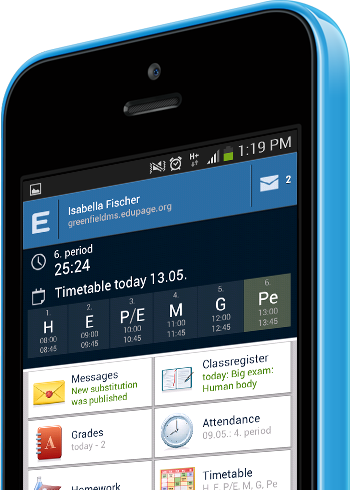 H+
1:19 PM
E
Isabella Fischer
greenfieldms.edupage.org
2
6. period
25:24
Timetable today 13.05.
1. 2. 3. 4. 5. 6.
H E P/E M G Pe
08:00 09:00 10:00 11:00 12:00 13:00
08:45 09:45 10:45 11:45 12:45 13:45
Messages
New substitution
was published
Classregister
today: Big exam:
Human body
A
Grades
today - 2
Attendance
09.05.: 4. period
Homework
Timetable
H, E, P/E, M, G, Pe